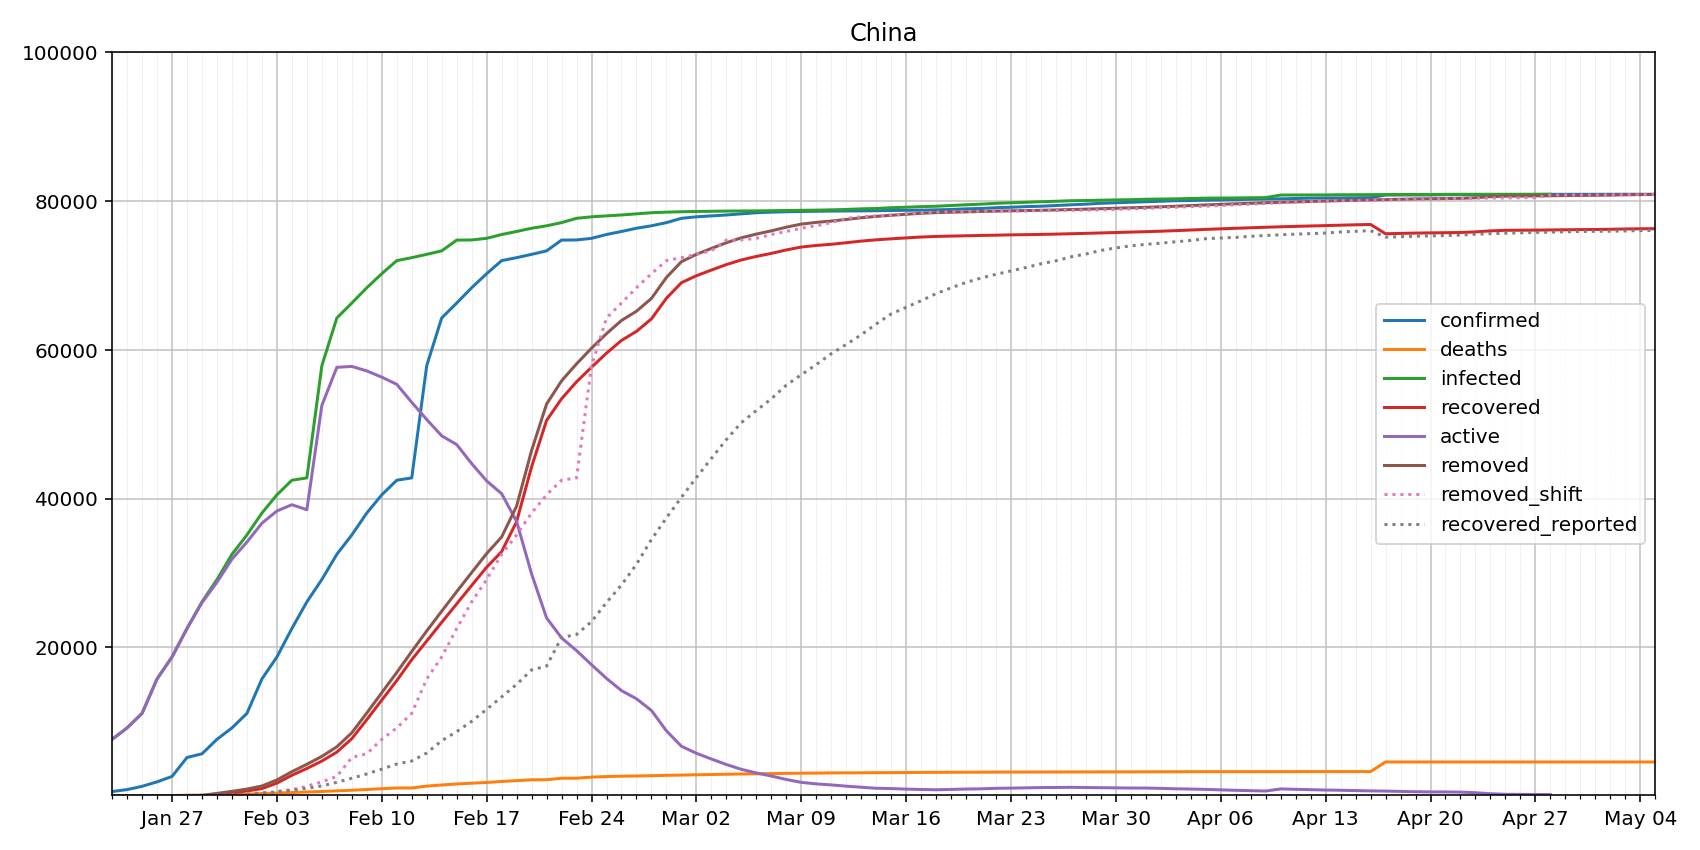 China
100000
80000
60000
40000
20000
confirmed
deaths
infected
recovered
active
removed
removed_shift
recovered_reported
Jan 27 Feb 03 Feb 10 Feb 17 Feb 24 Mar 02 Mar 09 Mar 16 Mar 23 Mar 30 Apr 06 Apr 13 Apr 20 Apr 27 May 04